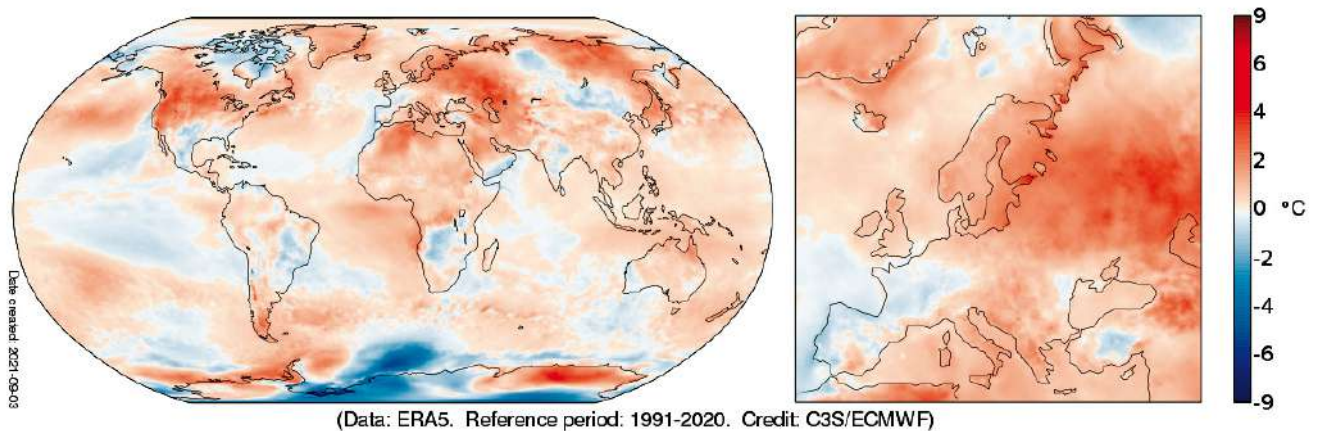 9
6
4
2
0 °C
-2
-4
-6
-9
Date created: 2021-09-03
(Data: ERA5. Reference period: 1991-2020. Credit: C3S/ECMWF)